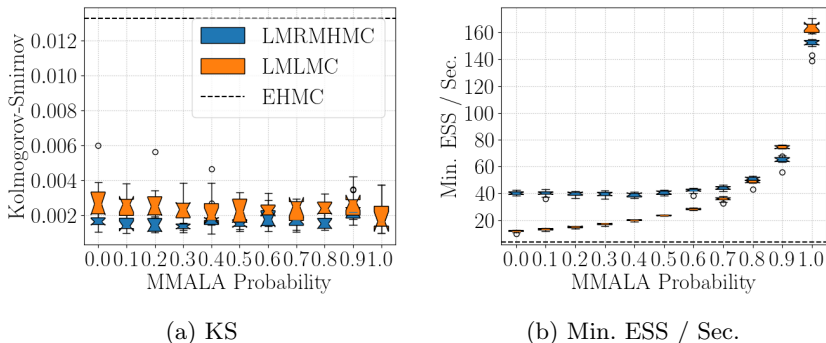 Kolmogorov-Smirnov
0.012
0.010
0.008
0.006
0.004
0.002
LMRMHMC
LMLMC
EHMC
0.0 0.1 0.2 0.3 0.4 0.5 0.6 0.7 0.8 0.9 1.0
MMALA Probability
(a) KS
Min. ESS / Sec.
160
140
120
100
80
60
40
20
0.0 0.1 0.2 0.3 0.4 0.5 0.6 0.7 0.8 0.9 1.0
MMALA Probability
(b) Min. ESS / Sec.